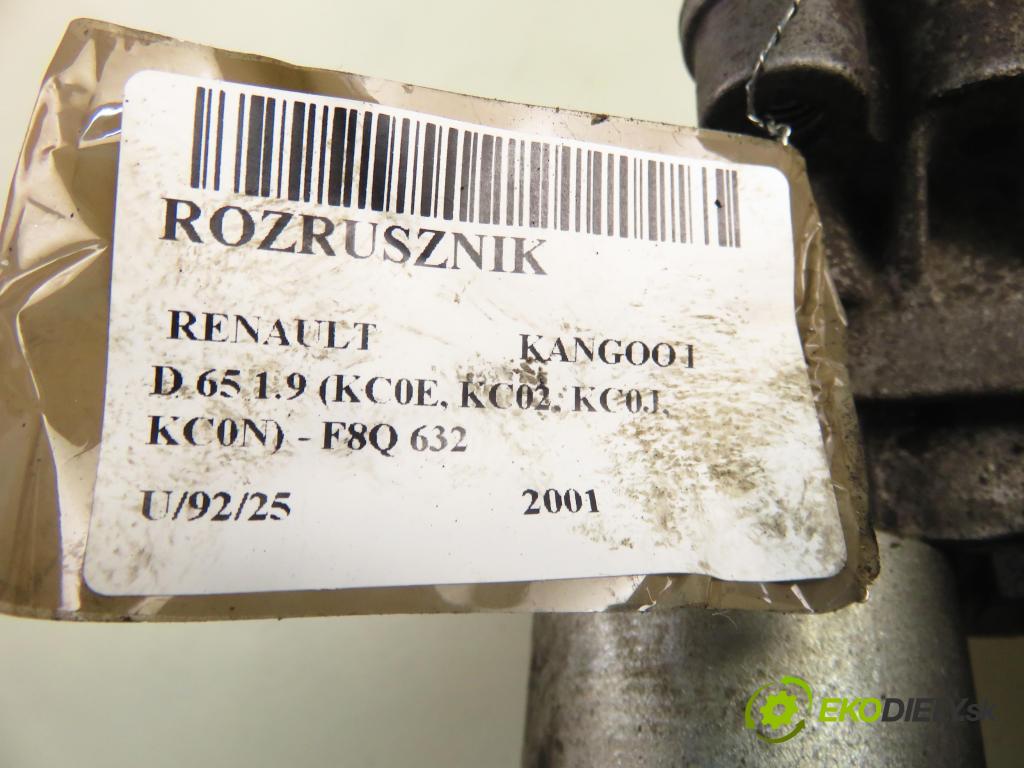 ROZRUSZNIK
RENAULT KANGOO I
D 65 1.9 (KC0E, KC02, KC0J,
KC0N) - F8Q 632
U/92/25 2001
EKODIELY.sk